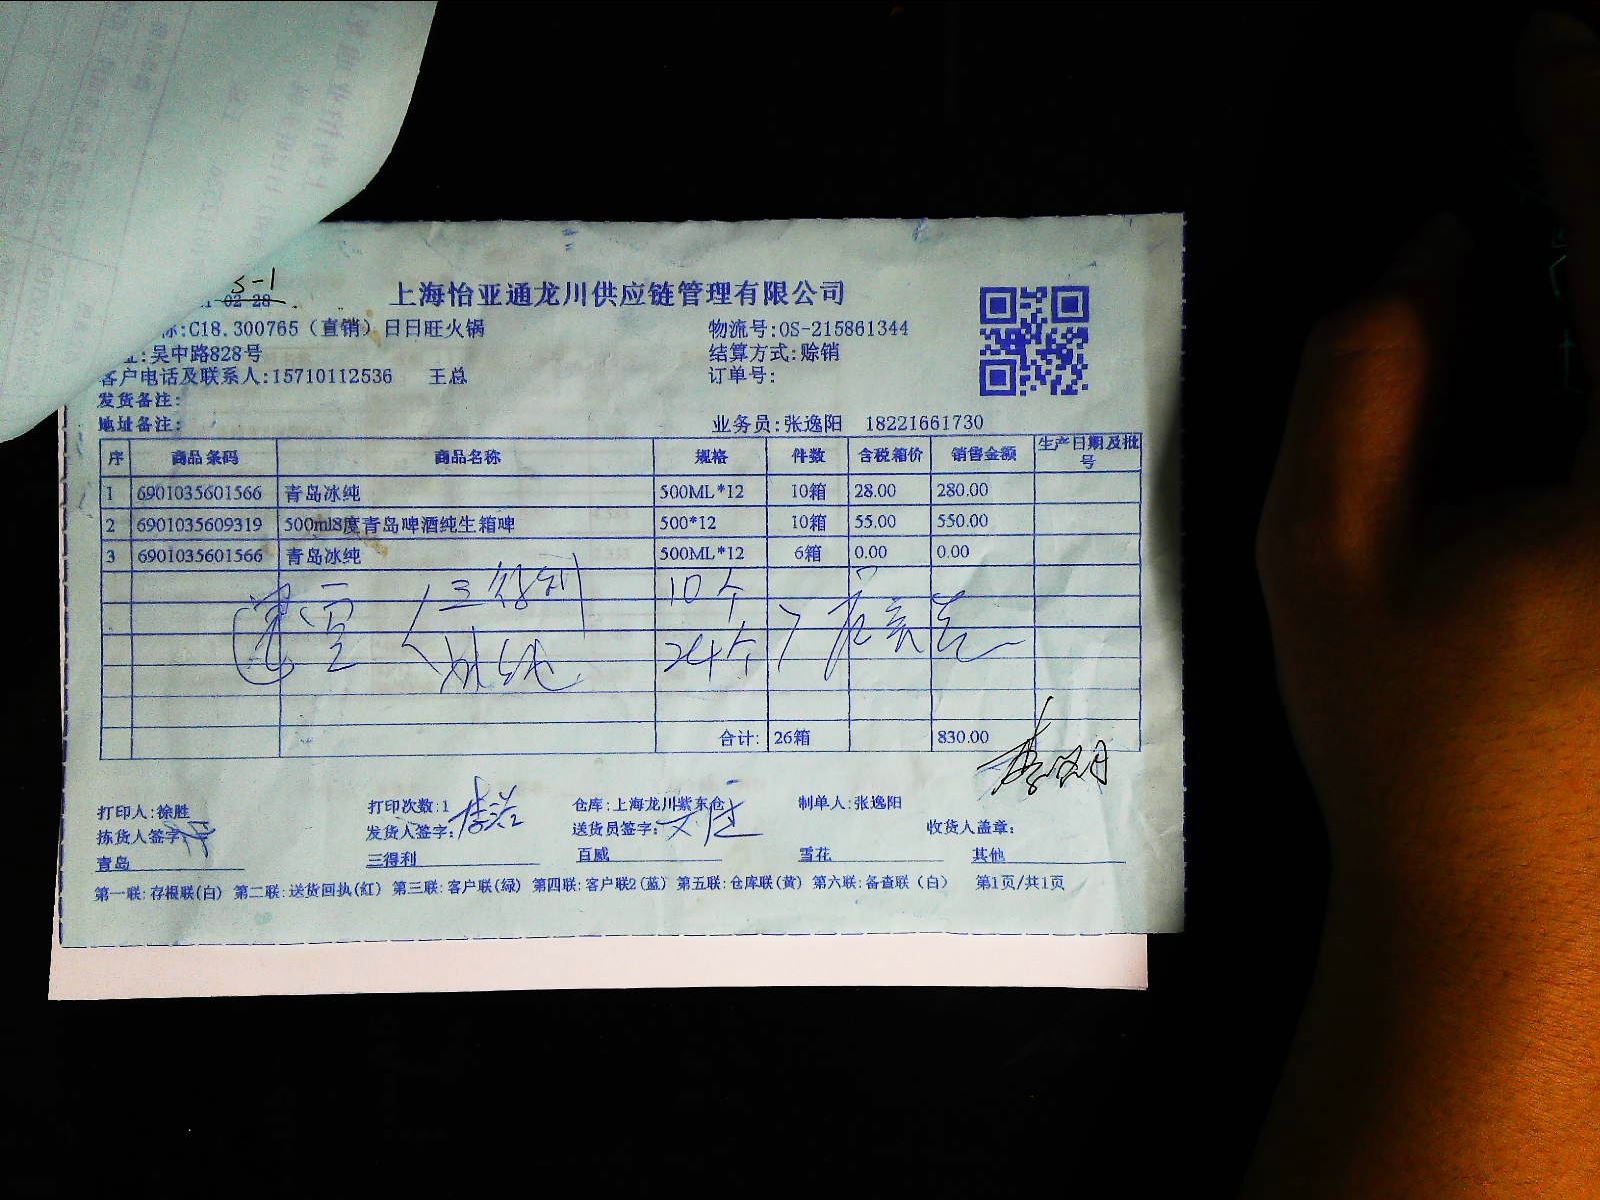 5-1
02-28
上海怡亚通龙川供应链管理有限公司
标:C18.300765（直销）日日旺火锅 物流号:OS-215861344
址:吴中路828号 结算方式:赊销
客户电话及联系人:15710112536 王总 订单号:
发货备注:
地址备注: 业务员:张逸阳 18221661730
序 商品条码 商品名称 规格 件数 含税箱价 销售金额 生产日期及批号
1 6901035601566 青岛冰纯 500ML*12 10箱 28.00 280.00
2 6901035609319 500ml8度青岛啤酒纯生箱啤 500*12 10箱 55.00 550.00
3 6901035601566 青岛冰纯 500ML*12 6箱 0.00 0.00
三得利 10个
冰纯 24个
合计: 26箱 830.00
打印人:徐胜 打印次数:1 仓库:上海龙川紫东仓 制单人:张逸阳
拣货人签字: 发货人签字: 送货员签字: 收货人盖章:
青岛 三得利 百威 雪花 其他
第一联:存根联(白) 第二联:送货回执(红) 第三联:客户联(绿) 第四联:客户联2(蓝) 第五联:仓库联(黄) 第六联:备查联（白） 第1页/共1页